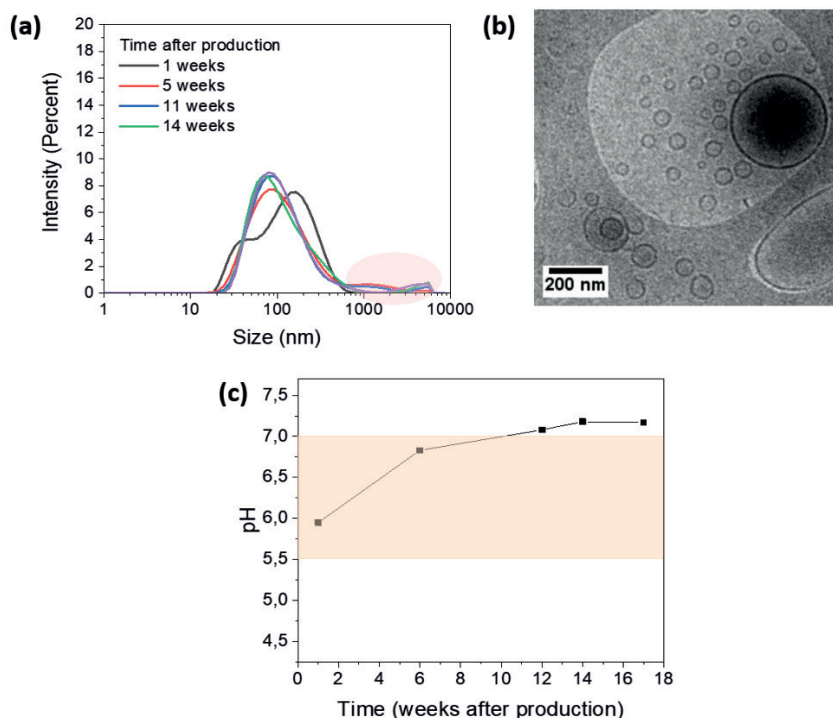 (a)
20
18
16
14
12
10
8
6
4
2
0
Intensity (Percent)
Time after production
1 weeks
5 weeks
11 weeks
14 weeks
1 10 100 1000 10000
Size (nm)
(b)
200 nm
(c)
7,5
7,0
6,5
6,0
5,5
5,0
4,5
pH
0 2 4 6 8 10 12 14 16 18
Time (weeks after production)